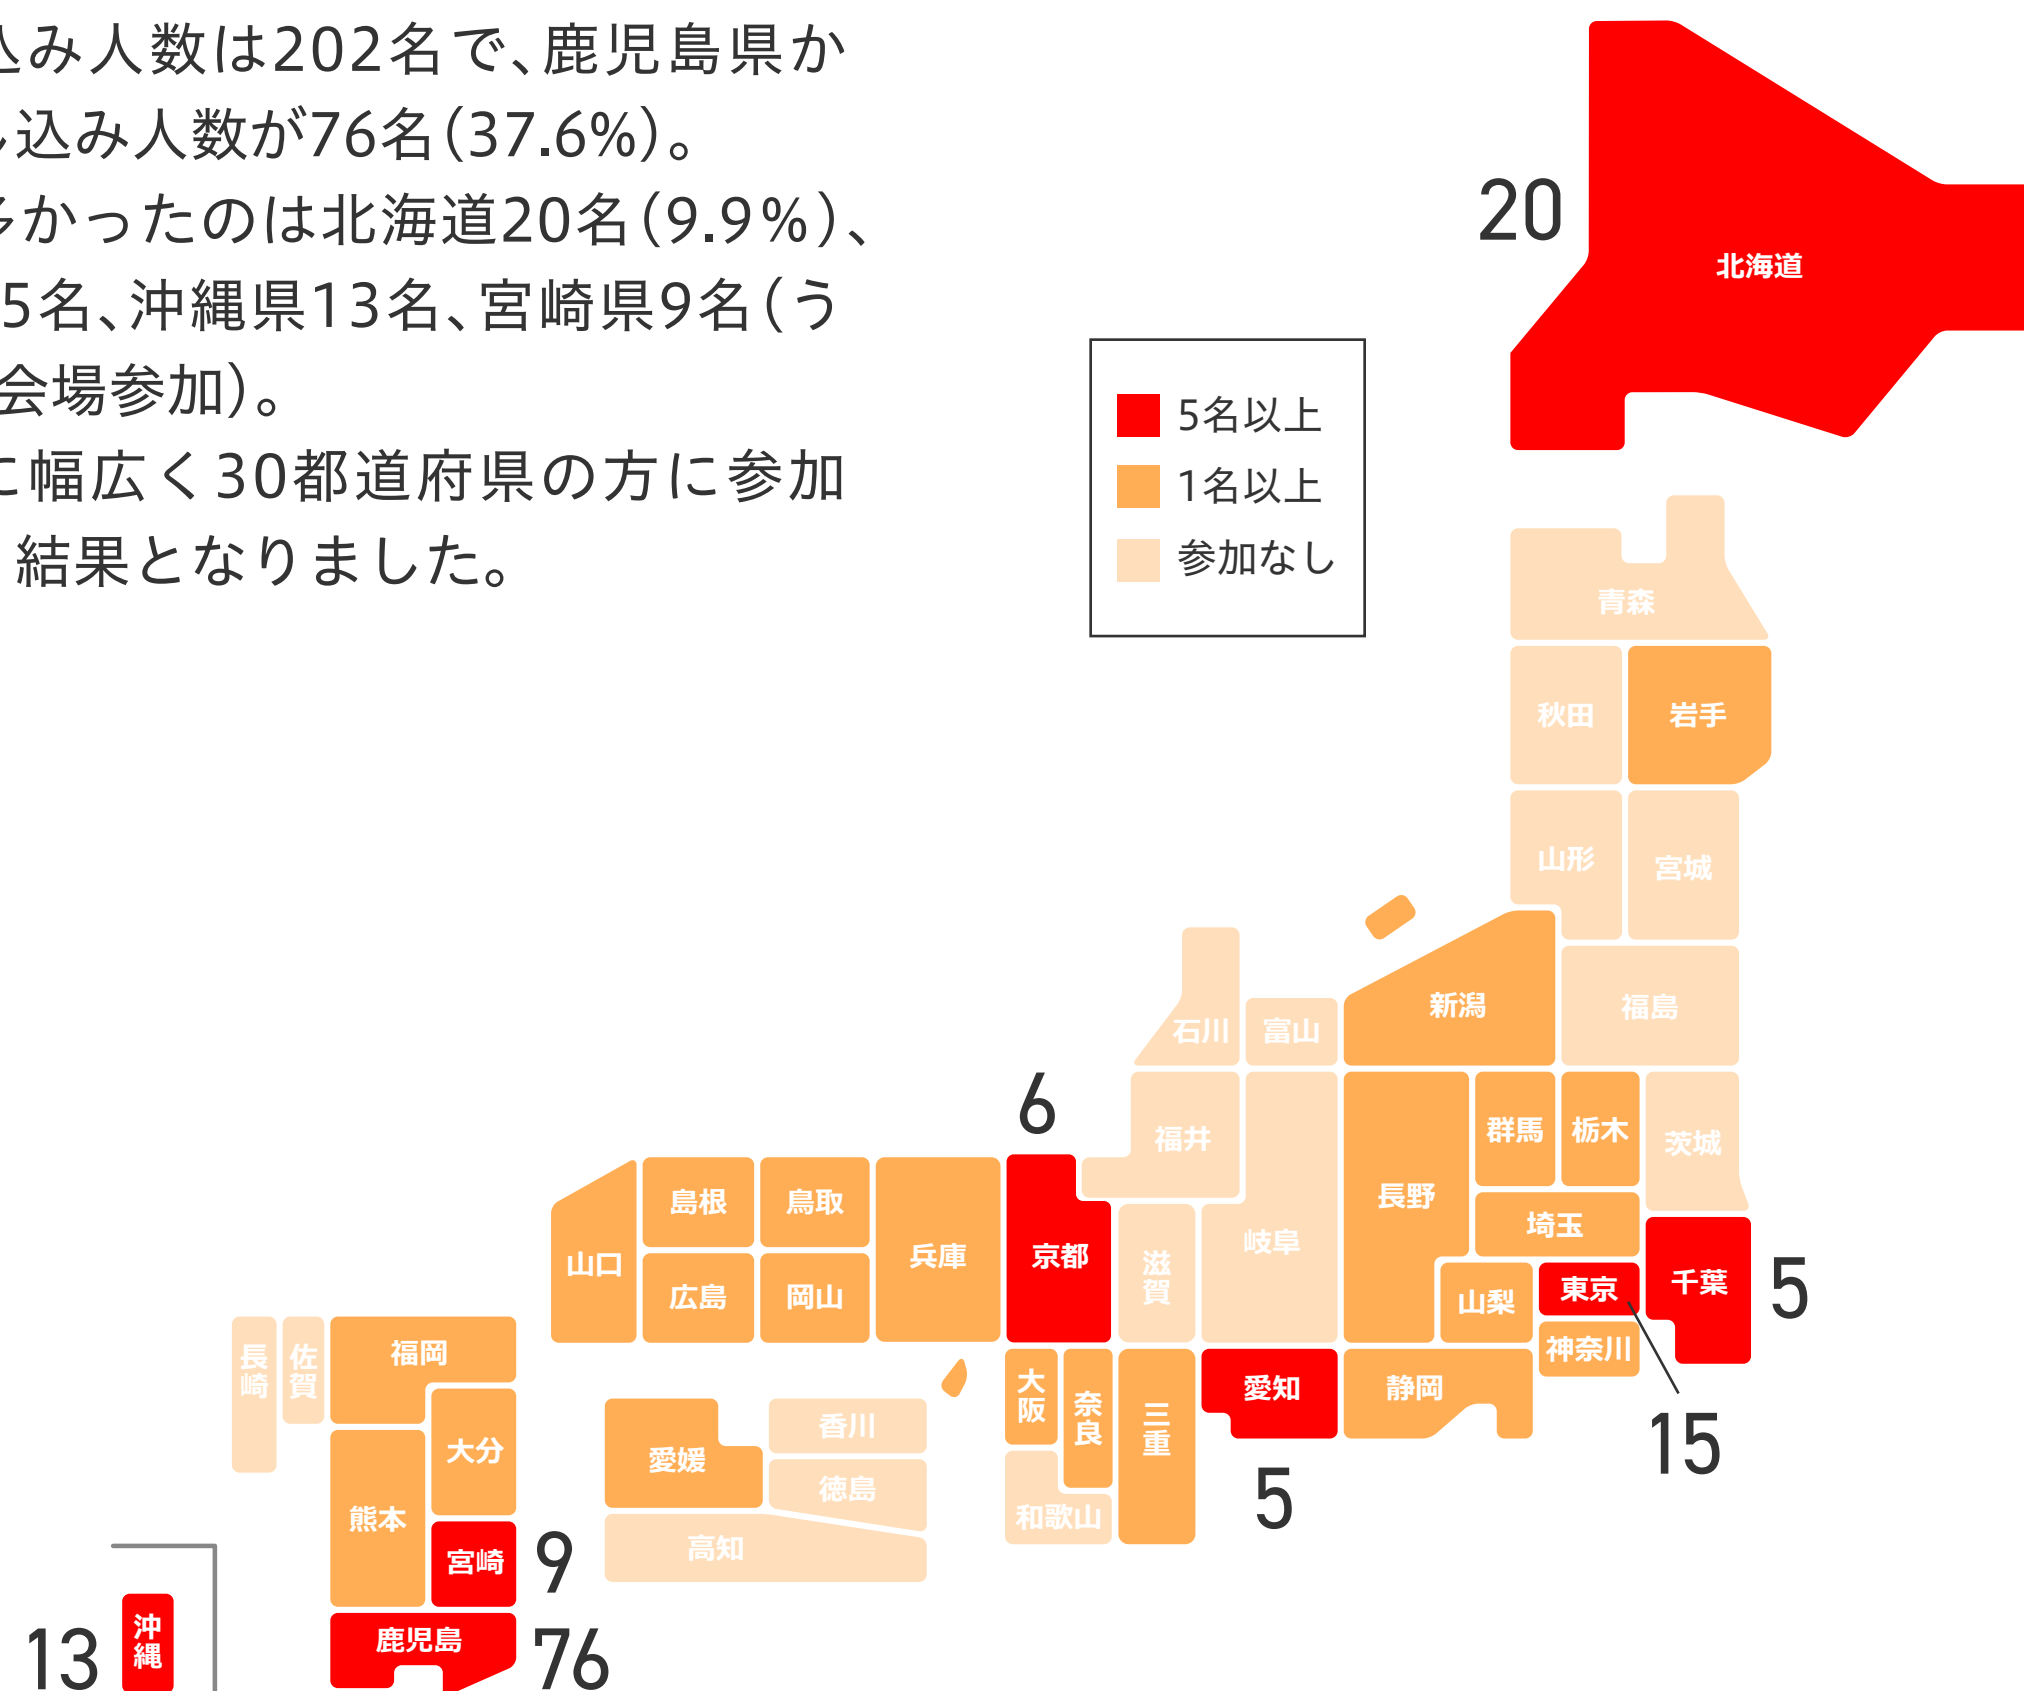 込み人数は202名で、鹿児島県か
し込み人数が76名(37.6%)。
多かったのは北海道20名(9.9%)、
5名、沖縄県13名、宮崎県9名(う
会場参加)。
に幅広く30都道府県の方に参加
結果となりました。
20
北海道
5名以上
1名以上
参加なし
青森
秋田
岩手
山形
宮城
新潟
福島
石川
富山
6
福井
群馬
栃木
茨城
島根
鳥取
長野
埼玉
山口
兵庫
京都
滋賀
岐阜
広島
岡山
山梨
東京
千葉
5
神奈川
長崎
佐賀
福岡
大阪
奈良
三重
愛知
静岡
15
大分
愛媛
香川
徳島
和歌山
5
熊本
高知
宮崎
9
沖縄
13
鹿児島
76